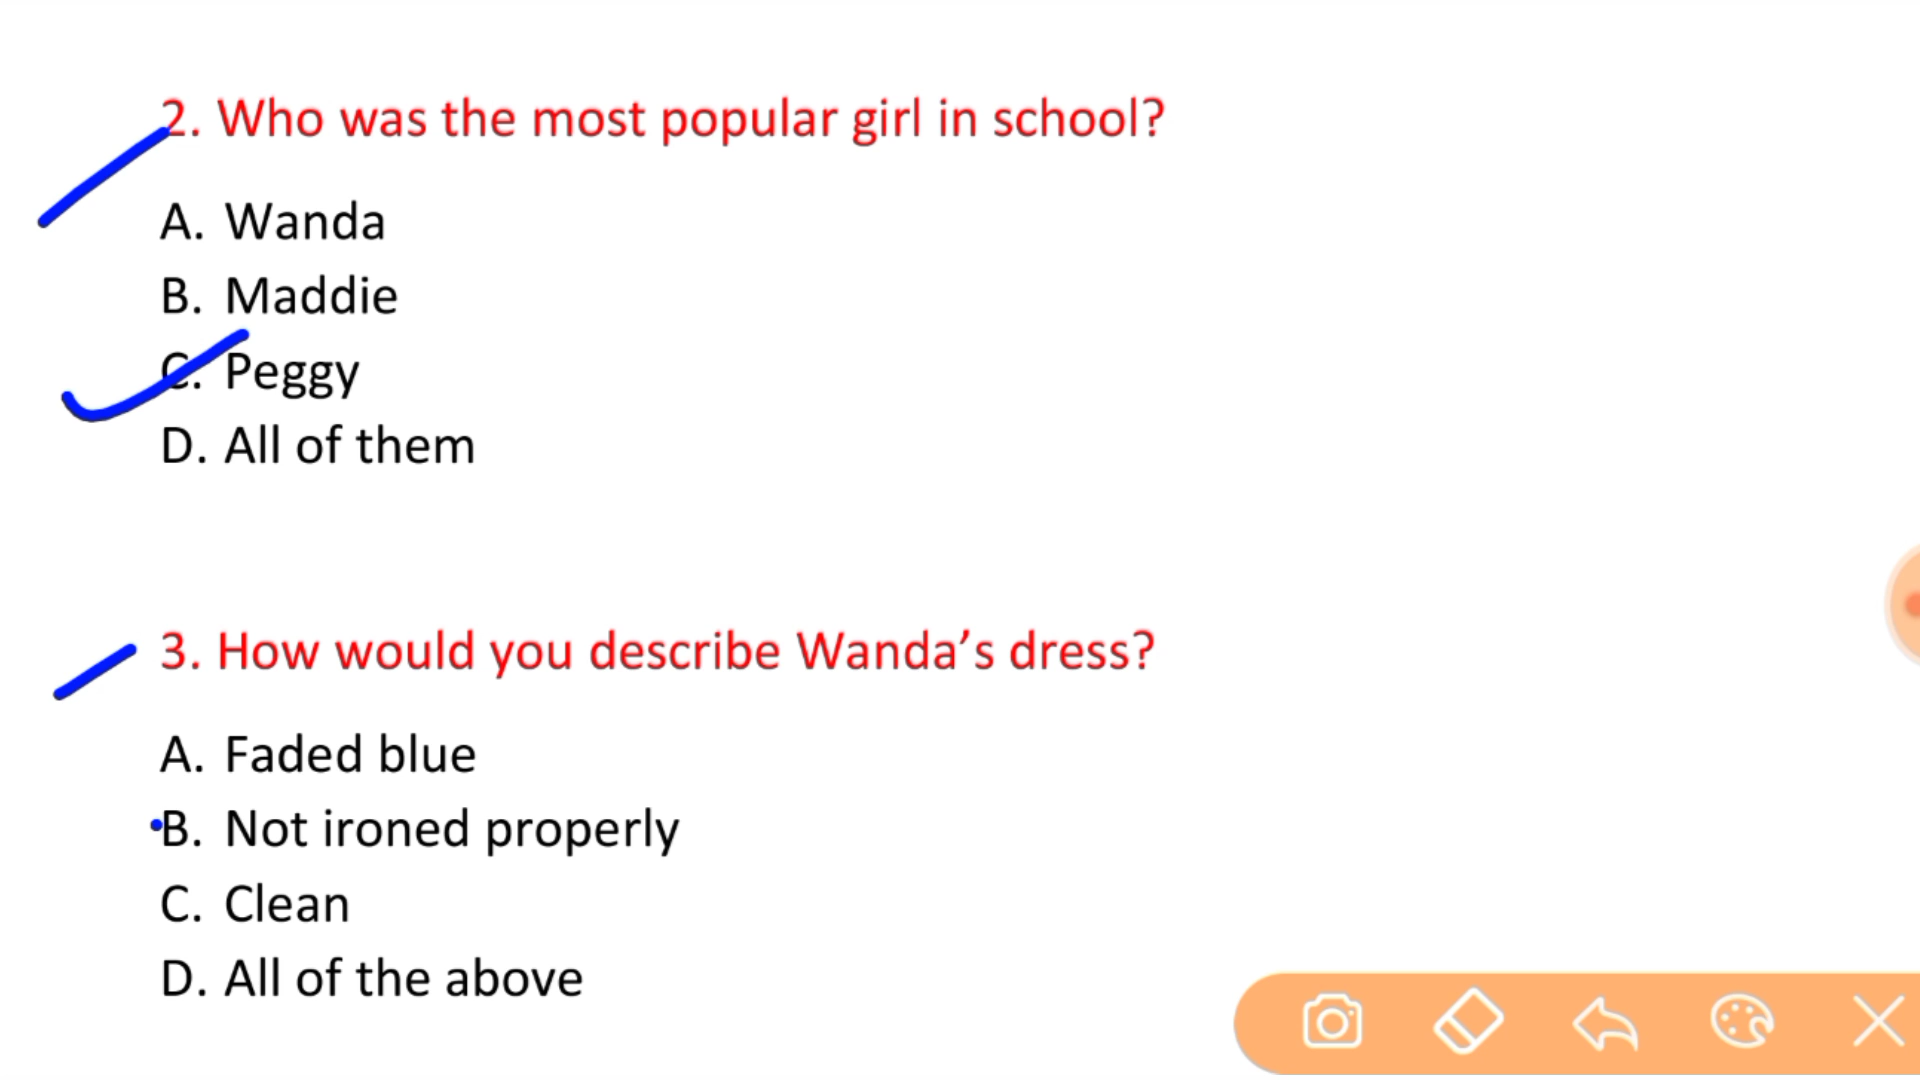 2. Who was the most popular girl in school?
A. Wanda
B. Maddie
C. Peggy
D. All of them
3. How would you describe Wanda’s dress?
A. Faded blue
B. Not ironed properly
C. Clean
D. All of the above